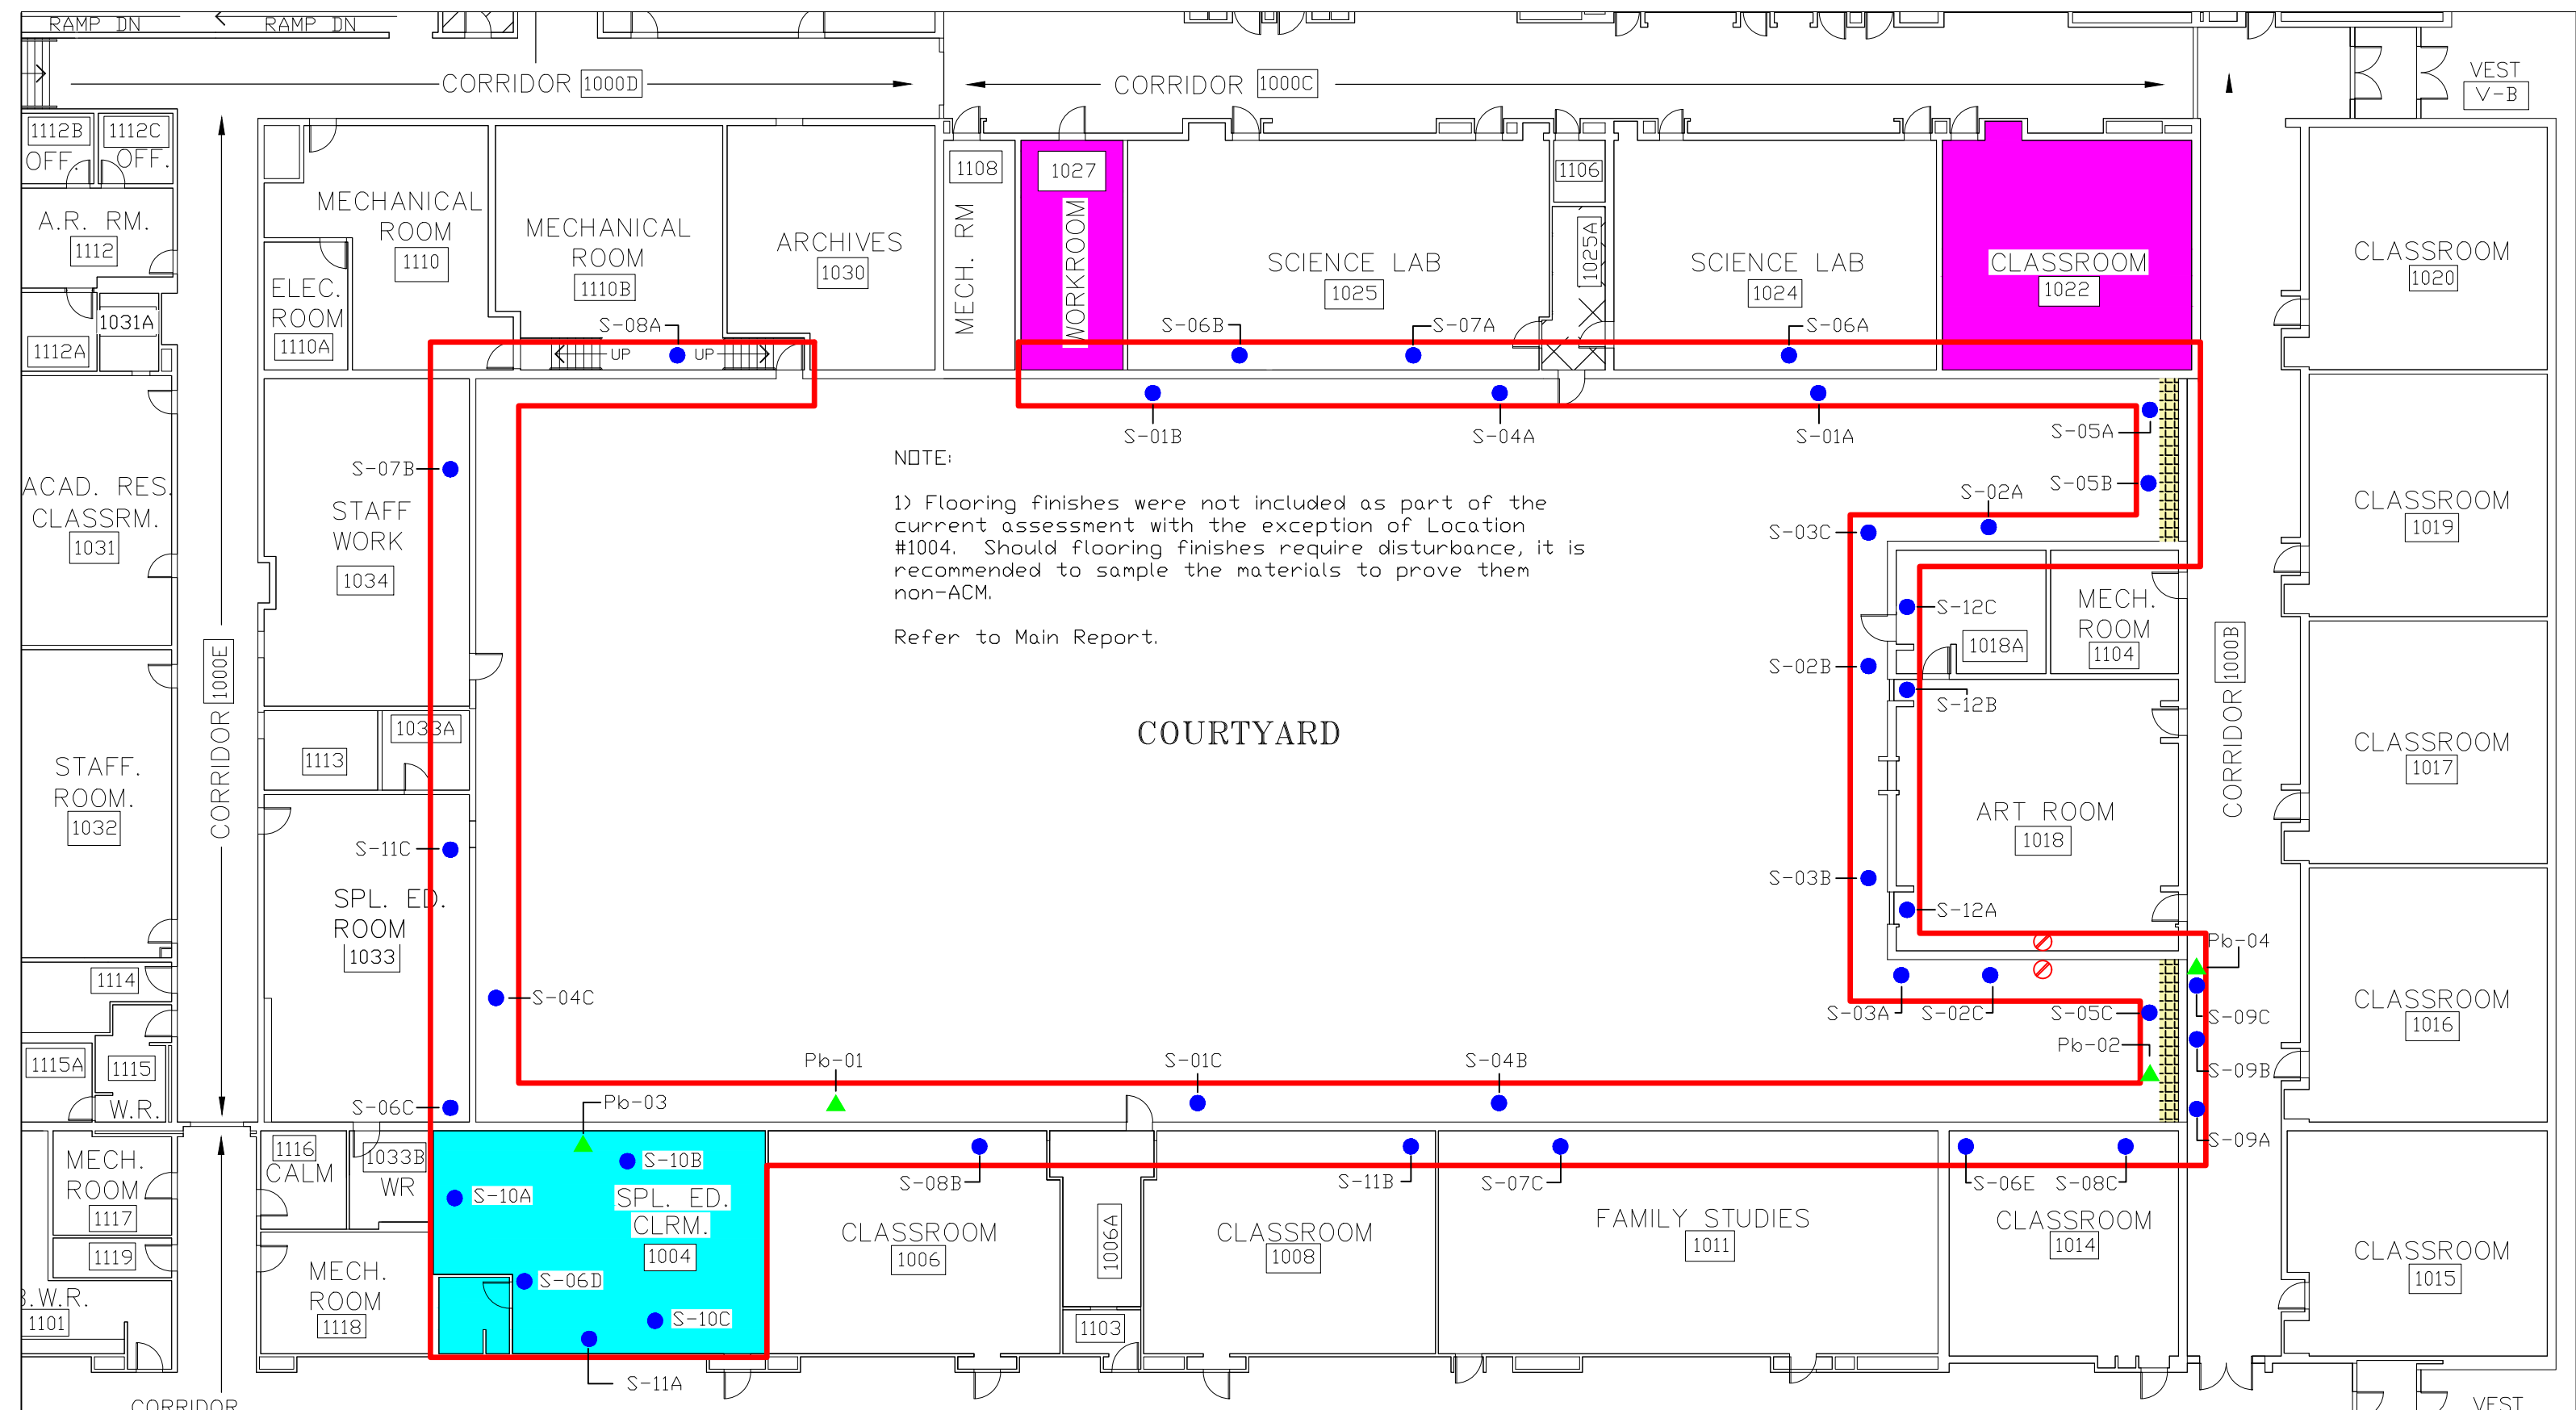 RAMP DN
RAMP DN
CORRIDOR 1000D
CORRIDOR 1000C
VEST
V-B
1112B
OFF.
1112C
OFF.
A.R. RM.
1112
1031A
1112A
MECHANICAL
ROOM
1110
ELEC.
ROOM
1110A
MECHANICAL
ROOM
1110B
S-08A
UP
UP
ARCHIVES
1030
1108
MECH. RM
1027
WORKROOM
SCIENCE LAB
1025
S-06B
S-07A
1106
1025A
SCIENCE LAB
1024
S-06A
CLASSROOM
1022
CLASSROOM
1020
S-01B
S-04A
S-01A
S-05A
S-05B
S-02A
S-03C
ACAD. RES.
CLASSRM.
1031
S-07B
STAFF
WORK
1034
NOTE:
1) Flooring finishes were not included as part of the
current assessment with the exception of Location
#1004. Should flooring finishes require disturbance, it is
recommended to sample the materials to prove them
non-ACM.
Refer to Main Report.
CLASSROOM
1019
S-12C
1018A
MECH.
ROOM
1104
S-02B
S-12B
CORRIDOR 1000E
CORRIDOR 1000B
1033A
1113
COURTYARD
STAFF.
ROOM.
1032
CLASSROOM
1017
ART ROOM
1018
S-11C
S-03B
S-12A
SPL. ED.
ROOM
1033
Pb-04
1114
S-04C
S-03A
S-02C
S-05C
S-09C
CLASSROOM
1016
1115A
1115
W.R.
Pb-01
S-01C
S-04B
Pb-02
S-09B
S-06C
Pb-03
S-09A
MECH.
ROOM
1117
1116
CALM
1033B
WR
S-10B
S-10A
SPL. ED.
CLRM.
1004
S-08B
S-11B
S-07C
S-06E
S-08C
1119
MECH.
ROOM
1118
S-06D
S-10C
S-11A
CLASSROOM
1006
1006A
1103
CLASSROOM
1008
FAMILY STUDIES
1011
CLASSROOM
1014
CLASSROOM
1015
.W.R.
1101
CORRIDOR
VEST